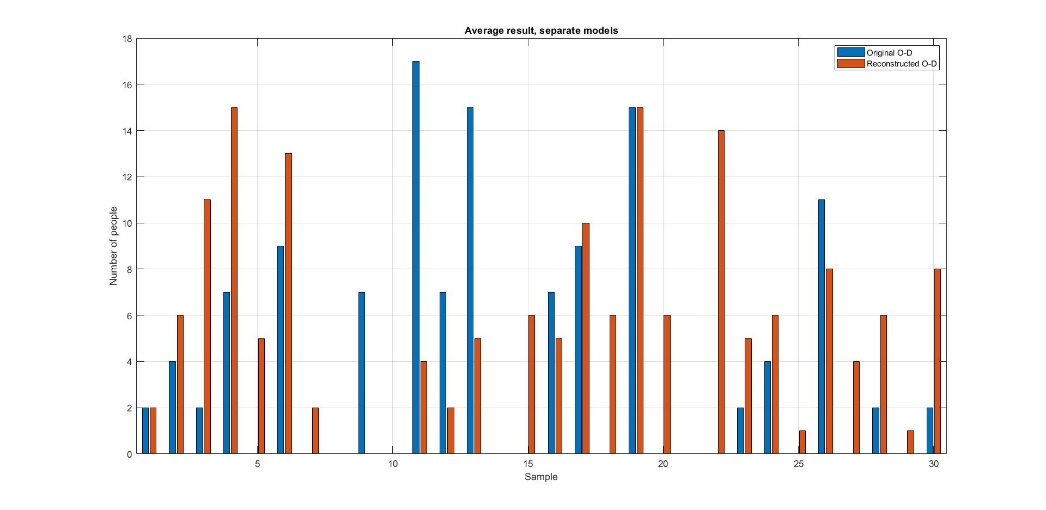 Average result, separate models
18
16
14
12
10
8
6
4
2
0
Number of people
Original O-D
Reconstructed O-D
5 10 15 20 25 30
Sample